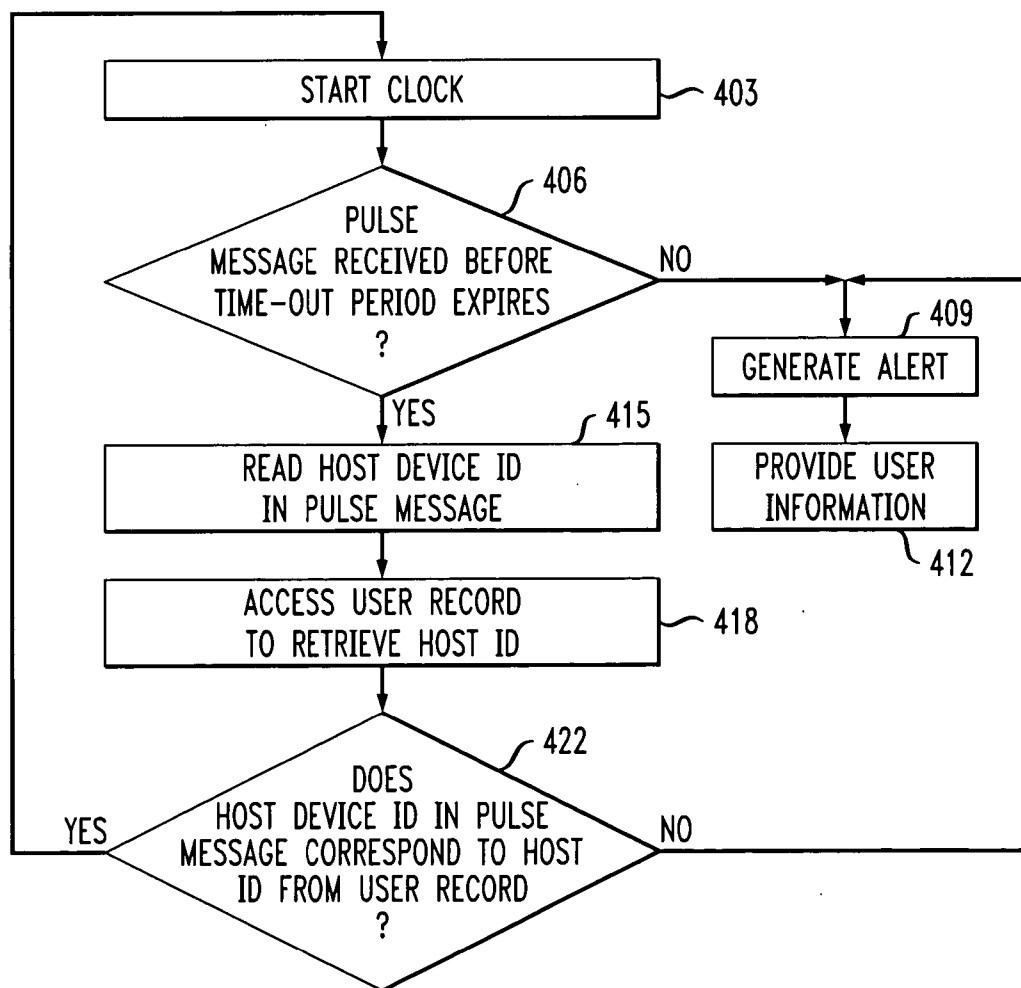 START CLOCK
403
406
PULSE
MESSAGE RECEIVED BEFORE
TIME-OUT PERIOD EXPIRES
?
NO
YES
409
GENERATE ALERT
415
READ HOST DEVICE ID
IN PULSE MESSAGE
PROVIDE USER
INFORMATION
412
ACCESS USER RECORD
TO RETRIEVE HOST ID
418
422
DOES
HOST DEVICE ID IN PULSE
MESSAGE CORRESPOND TO HOST
ID FROM USER RECORD
?
YES
NO